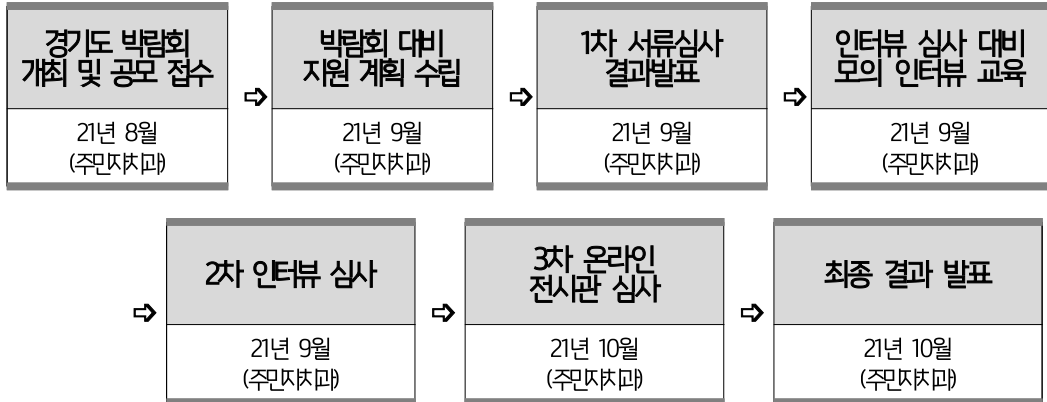 경기도 박람회
개최 및 공모 접수
21년 8월
(주민자치과)
박람회 대비
지원 계획 수립
21년 9월
(주민자치과)
1차 서류심사
결과발표
21년 9월
(주민자치과)
인터뷰 심사 대비
모의 인터뷰 교육
21년 9월
(주민자치과)
2차 인터뷰 심사
21년 9월
(주민자치과)
3차 온라인
전시관 심사
21년 10월
(주민자치과)
최종 결과 발표
21년 10월
(주민자치과)